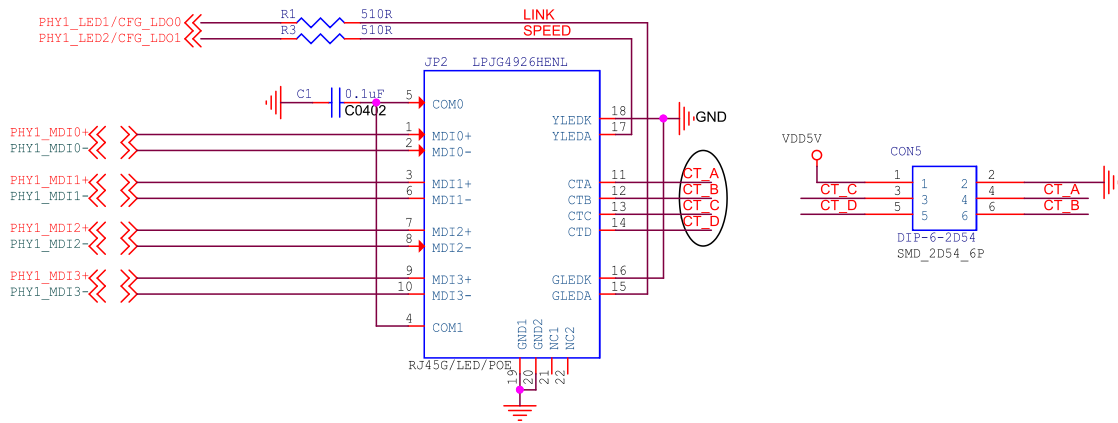 PHY1_LED1/CFG_LDO0
R1
510R
LINK
PHY1_LED2/CFG_LDO1
R3
510R
SPEED
JP2
LPJG4926HENL
C1
0.1uF
C0402
5
COM0
PHY1_MDI0+
1
MDI0+
PHY1_MDI0-
2
MDI0-
PHY1_MDI1+
3
MDI1+
PHY1_MDI1-
6
MDI1-
PHY1_MDI2+
7
MDI2+
PHY1_MDI2-
8
MDI2-
PHY1_MDI3+
9
MDI3+
PHY1_MDI3-
10
MDI3-
4
COM1
YLEDK
18
GND
YLEDA
17
CTA
11
CT_A
CTB
12
CT_B
CTC
13
CT_C
CTD
14
CT_D
GLEDK
16
GLEDA
15
GND1
GND2
NC1
NC2
RJ45G/LED/POE
19
20
21
22
VDD5V
CON5
1
1
2
2
CT_C
3
3
4
4
CT_A
CT_D
5
5
6
6
CT_B
DIP-6-2D54
SMD_2D54_6P